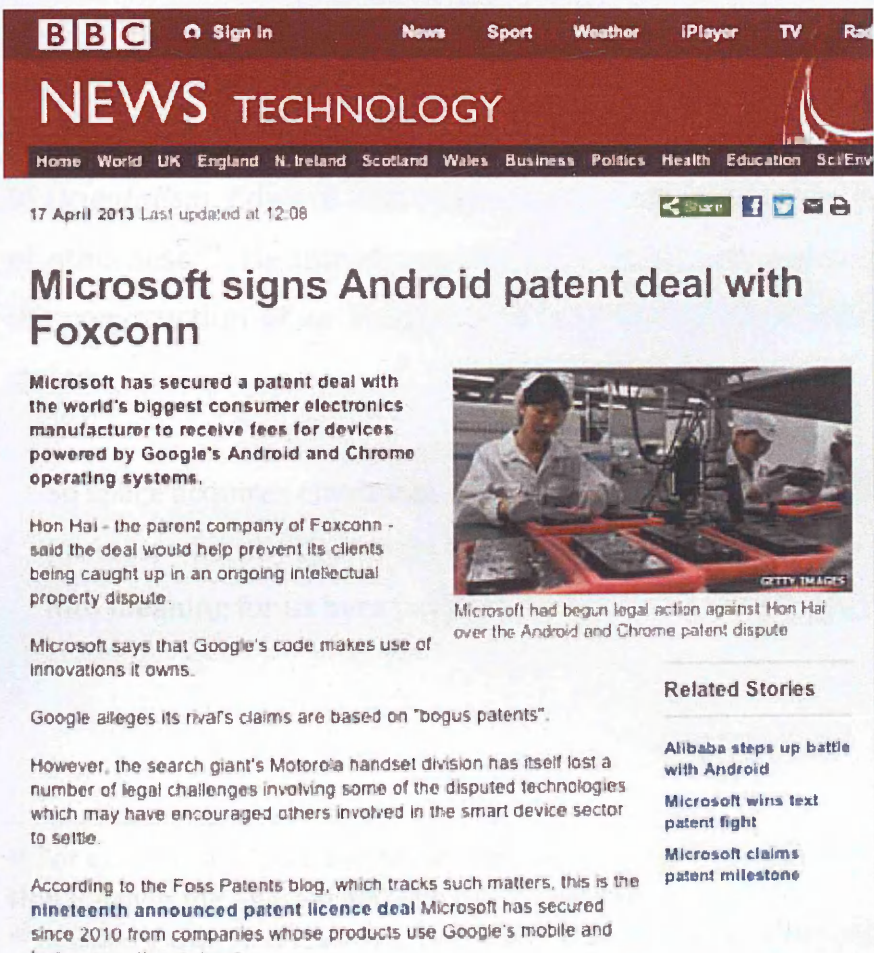 BBC Sign In News Sport Weather iPlayer TV
NEWS TECHNOLOGY
Home World UK England N. Ireland Scotland Wales Business Politics Health Education
17 April 2013 Last updated at 12:08
Share
Microsoft signs Android patent deal with
Foxconn
Microsoft has secured a patent deal with
the world's biggest consumer electronics
manufacturer to receive fees for devices
powered by Google's Android and Chrome
operating systems.
Hon Hai - the parent company of Foxconn -
said the deal would help prevent its clients
being caught up in an ongoing intellectual
property dispute.
Microsoft says that Google's code makes use of
innovations it owns.
Google alleges its rival's claims are based on "bogus patents".
However, the search giant's Motorola handset division has itself lost a
number of legal challenges involving some of the disputed technologies
which may have encouraged others involved in the smart device sector
to settle.
According to the Foss Patents blog, which tracks such matters, this is the
nineteenth announced patent licence deal Microsoft has secured
since 2010 from companies whose products use Google's mobile and
GETTY IMAGES
Microsoft had begun legal action against Hon Hai
over the Android and Chrome patent dispute
Related Stories
Alibaba steps up battle
with Android
Microsoft wins text
patent fight
Microsoft claims
patent milestone